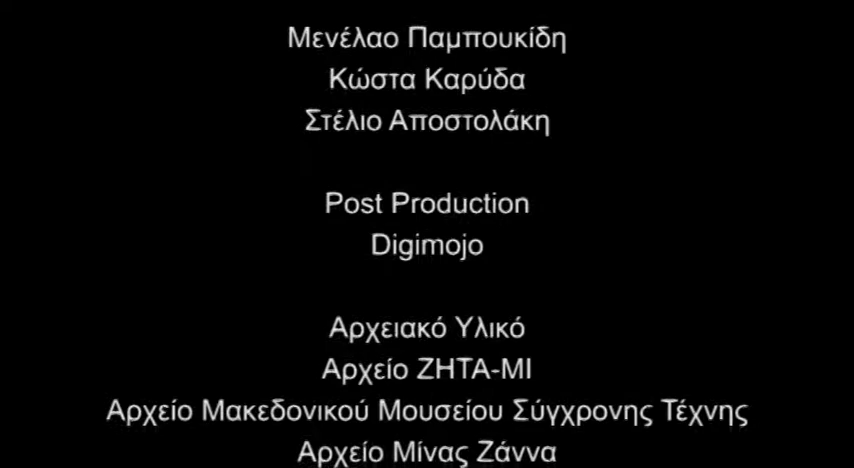 Μενέλαο Παμπουκίδη
Κώστα Καρύδα
Στέλιο Αποστολάκη
Post Production
Digimojo
Αρχειακό Υλικό
Αρχείο ΖΗΤΑ-ΜΙ
Αρχείο Μακεδονικού Μουσείου Σύγχρονης Τέχνης
Αρχείο Μίνας Ζάννα